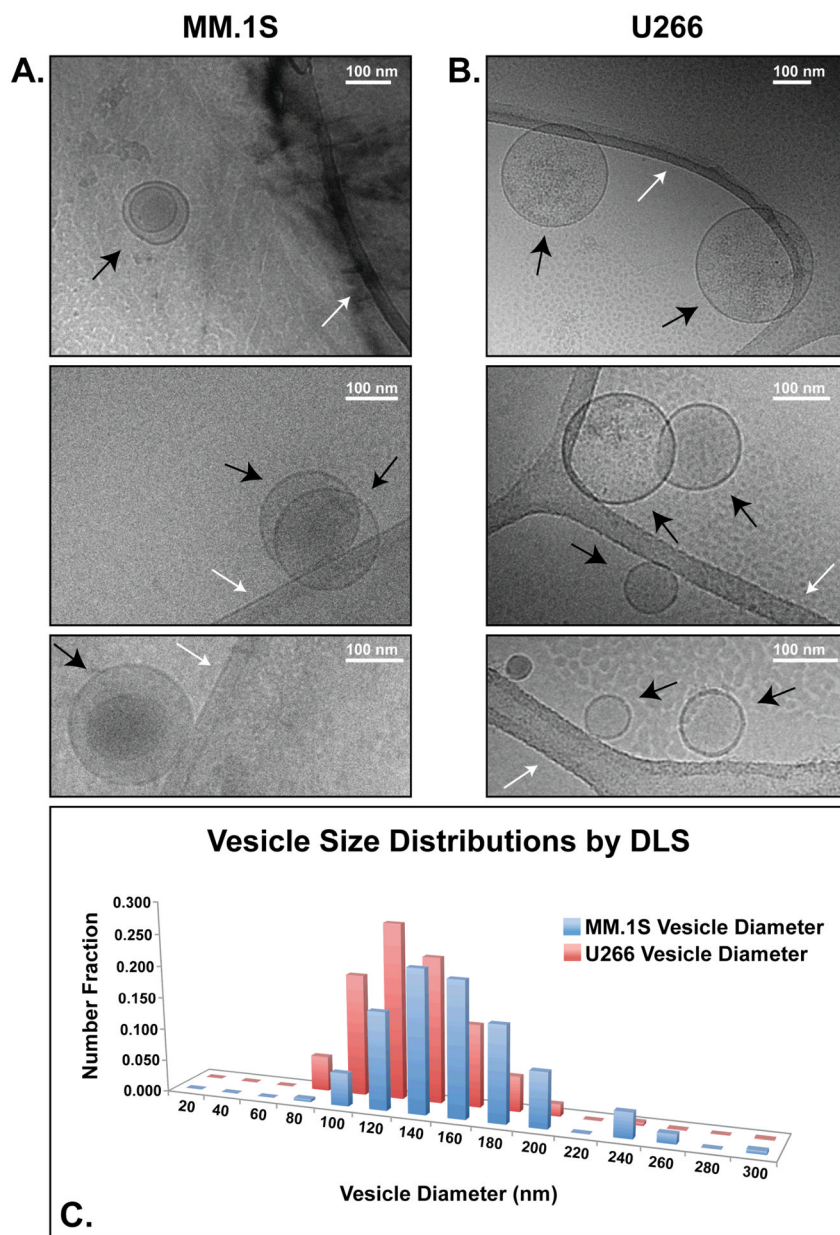 MM.1S
U266
A.
100 nm
B.
100 nm
100 nm
100 nm
100 nm
100 nm
Vesicle Size Distributions by DLS
MM.1S Vesicle Diameter
U266 Vesicle Diameter
Number Fraction
0.300
0.250
0.200
0.150
0.100
0.050
0.000
20 40 60 80 100 120 140 160 180 200 220 240 260 280 300
Vesicle Diameter (nm)
C.